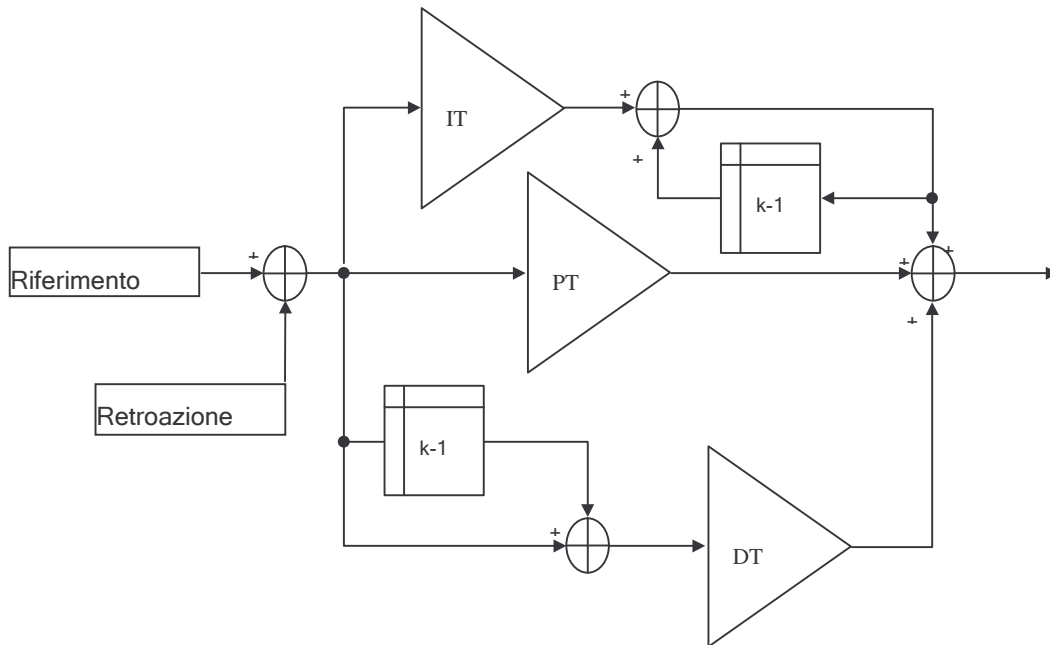 IT
+
+
k-1
Riferimento
+
PT
+
+
+
Retroazione
k-1
+
DT